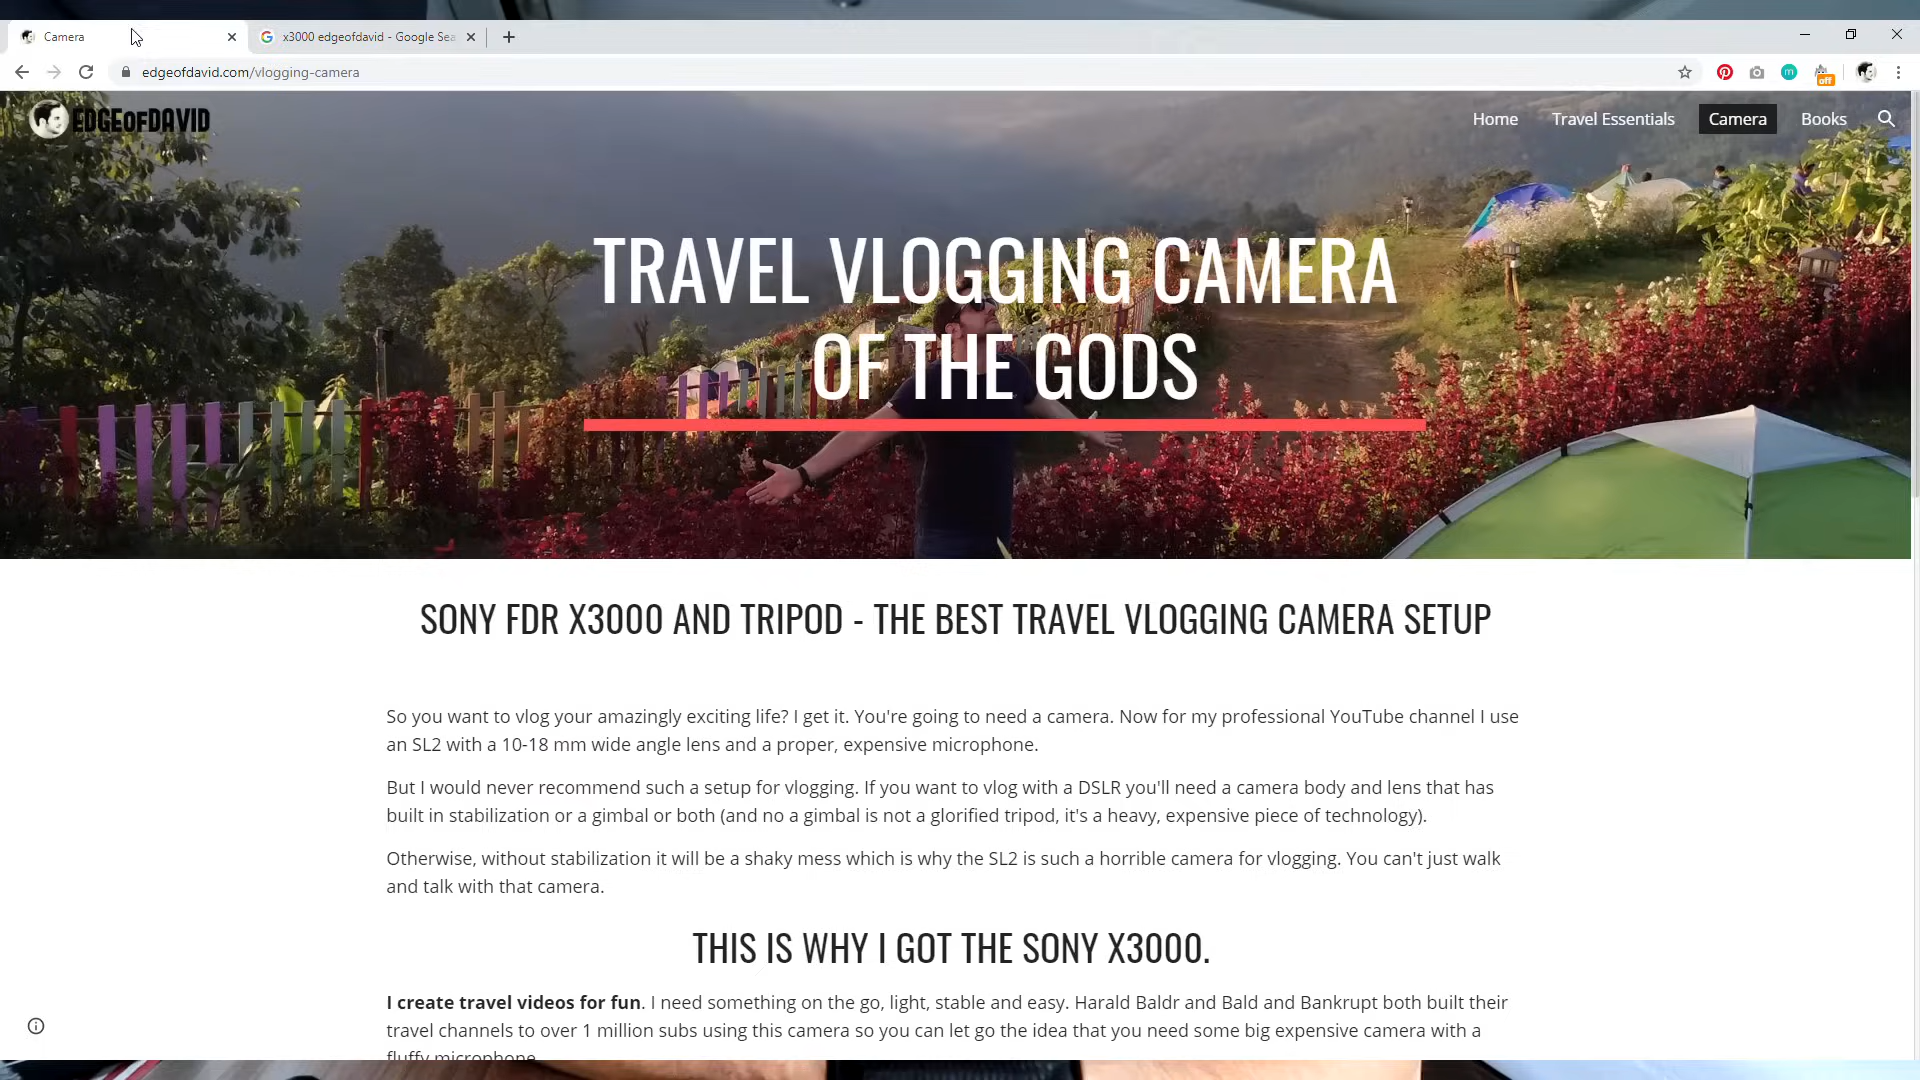 Camera
x3000 edgeofdavid - Google Sea
edgeofdavid.com/vlogging-camera
m
off
EDGEOFDAVID
Home
Travel Essentials
Camera
Books
TRAVEL VLOGGING CAMERA
OF THE GODS
SONY FDR X3000 AND TRIPOD - THE BEST TRAVEL VLOGGING CAMERA SETUP
So you want to vlog your amazingly exciting life? I get it. You're going to need a camera. Now for my professional YouTube channel I use
an SL2 with a 10-18 mm wide angle lens and a proper, expensive microphone.
But I would never recommend such a setup for vlogging. If you want to vlog with a DSLR you'll need a camera body and lens that has
built in stabilization or a gimbal or both (and no a gimbal is not a glorified tripod, it's a heavy, expensive piece of technology).
Otherwise, without stabilization it will be a shaky mess which is why the SL2 is such a horrible camera for vlogging. You can't just walk
and talk with that camera.
THIS IS WHY I GOT THE SONY X3000.
I create travel videos for fun. I need something on the go, light, stable and easy. Harald Baldr and Bald and Bankrupt both built their
travel channels to over 1 million subs using this camera so you can let go the idea that you need some big expensive camera with a
fluffy microphone.